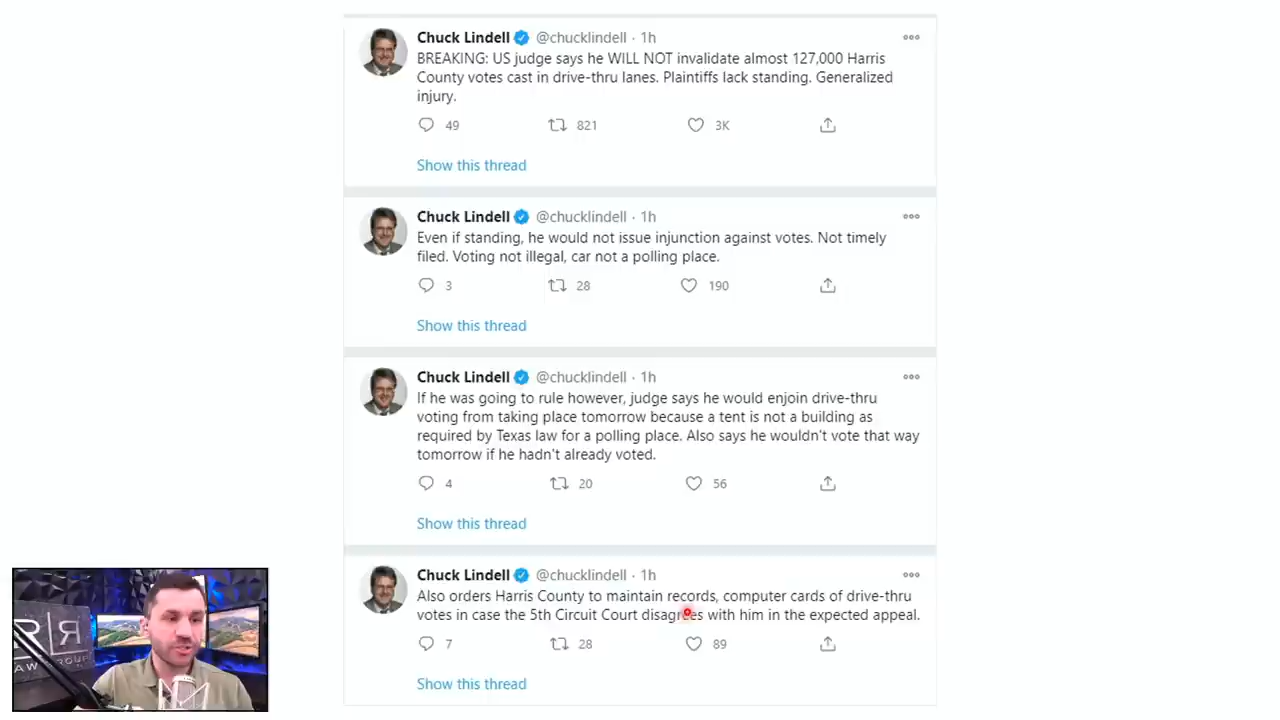 Chuck Lindell @chucklindell · 1h
BREAKING: US judge says he WILL NOT invalidate almost 127,000 Harris
County votes cast in drive-thru lanes. Plaintiffs lack standing. Generalized
injury.
49 821 3K
Show this thread
Chuck Lindell @chucklindell · 1h
Even if standing, he would not issue injunction against votes. Not timely
filed. Voting not illegal, car not a polling place.
3 28 190
Show this thread
Chuck Lindell @chucklindell · 1h
If he was going to rule however, judge says he would enjoin drive-thru
voting from taking place tomorrow because a tent is not a building as
required by Texas law for a polling place. Also says he wouldn't vote that way
tomorrow if he hadn't already voted.
4 20 56
Show this thread
Chuck Lindell @chucklindell · 1h
Also orders Harris County to maintain records, computer cards of drive-thru
votes in case the 5th Circuit Court disagrees with him in the expected appeal.
7 28 89
Show this thread